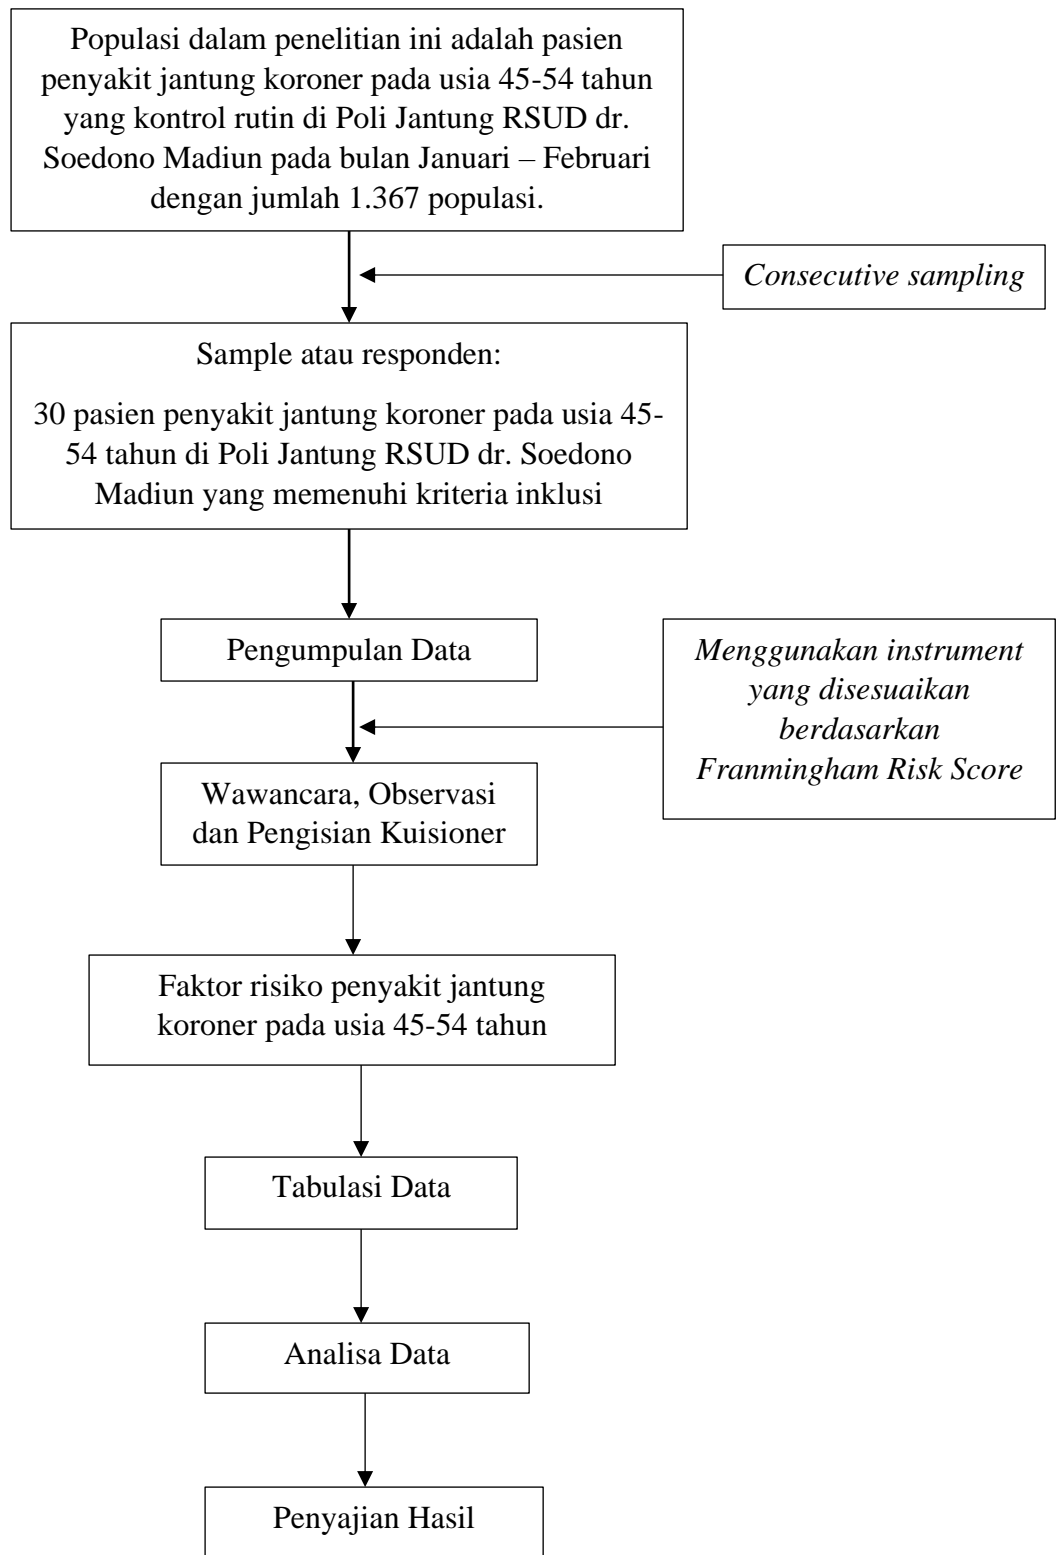 Populasi dalam penelitian ini adalah pasien
penyakit jantung koroner pada usia 45-54 tahun
yang kontrol rutin di Poli Jantung RSUD dr.
Soedono Madiun pada bulan Januari – Februari
dengan jumlah 1.367 populasi.
Consecutive sampling
Sample atau responden:
30 pasien penyakit jantung koroner pada usia 45-
54 tahun di Poli Jantung RSUD dr. Soedono
Madiun yang memenuhi kriteria inklusi
Pengumpulan Data
Menggunakan instrument
yang disesuaikan
berdasarkan
Franmingham Risk Score
Wawancara, Observasi
dan Pengisian Kuisioner
Faktor risiko penyakit jantung
koroner pada usia 45-54 tahun
Tabulasi Data
Analisa Data
Penyajian Hasil